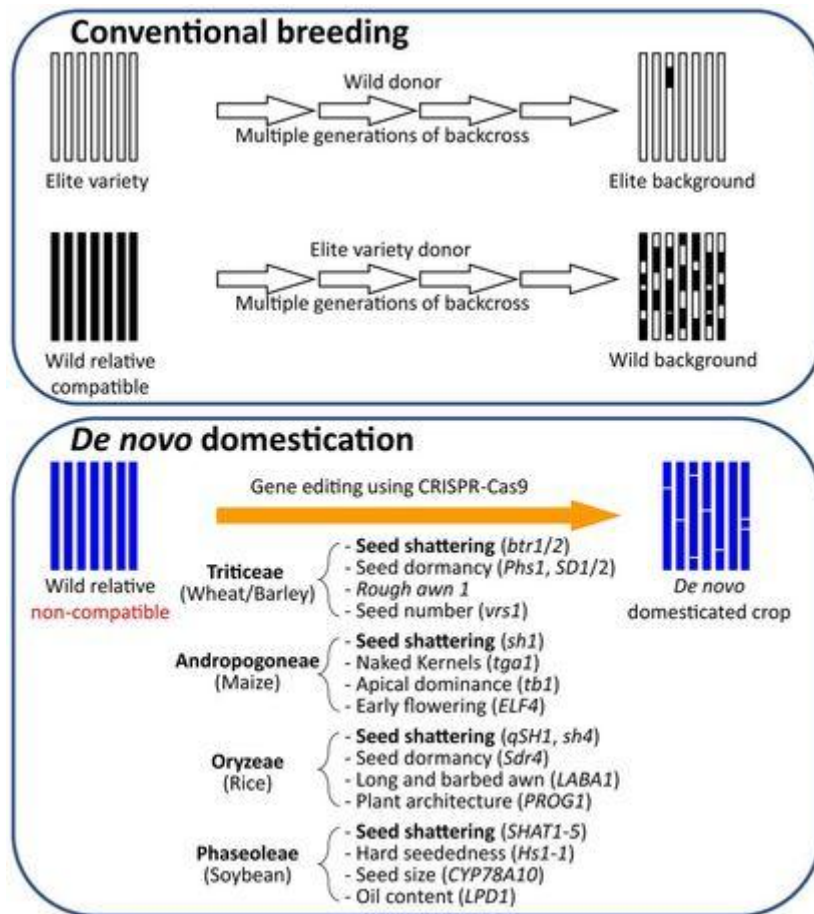 Conventional breeding
Wild donor
Multiple generations of backcross
Elite variety
Elite background
Elite variety donor
Multiple generations of backcross
Wild relative
compatible
Wild background
De novo domestication
Gene editing using CRISPR-Cas9
Wild relative
non-compatible
De novo
domesticated crop
Triticeae
(Wheat/Barley)
- Seed shattering (btr1/2)
- Seed dormancy (Phs1, SD1/2)
- Rough awn 1
- Seed number (vrs1)
Andropogoneae
(Maize)
- Seed shattering (sh1)
- Naked Kernels (tga1)
- Apical dominance (tb1)
- Early flowering (ELF4)
Oryzeae
(Rice)
- Seed shattering (qSH1, sh4)
- Seed dormancy (Sdr4)
- Long and barbed awn (LABA1)
- Plant architecture (PROG1)
Phaseoleae
(Soybean)
- Seed shattering (SHAT1-5)
- Hard seededness (Hs1-1)
- Seed size (CYP78A10)
- Oil content (LPD1)